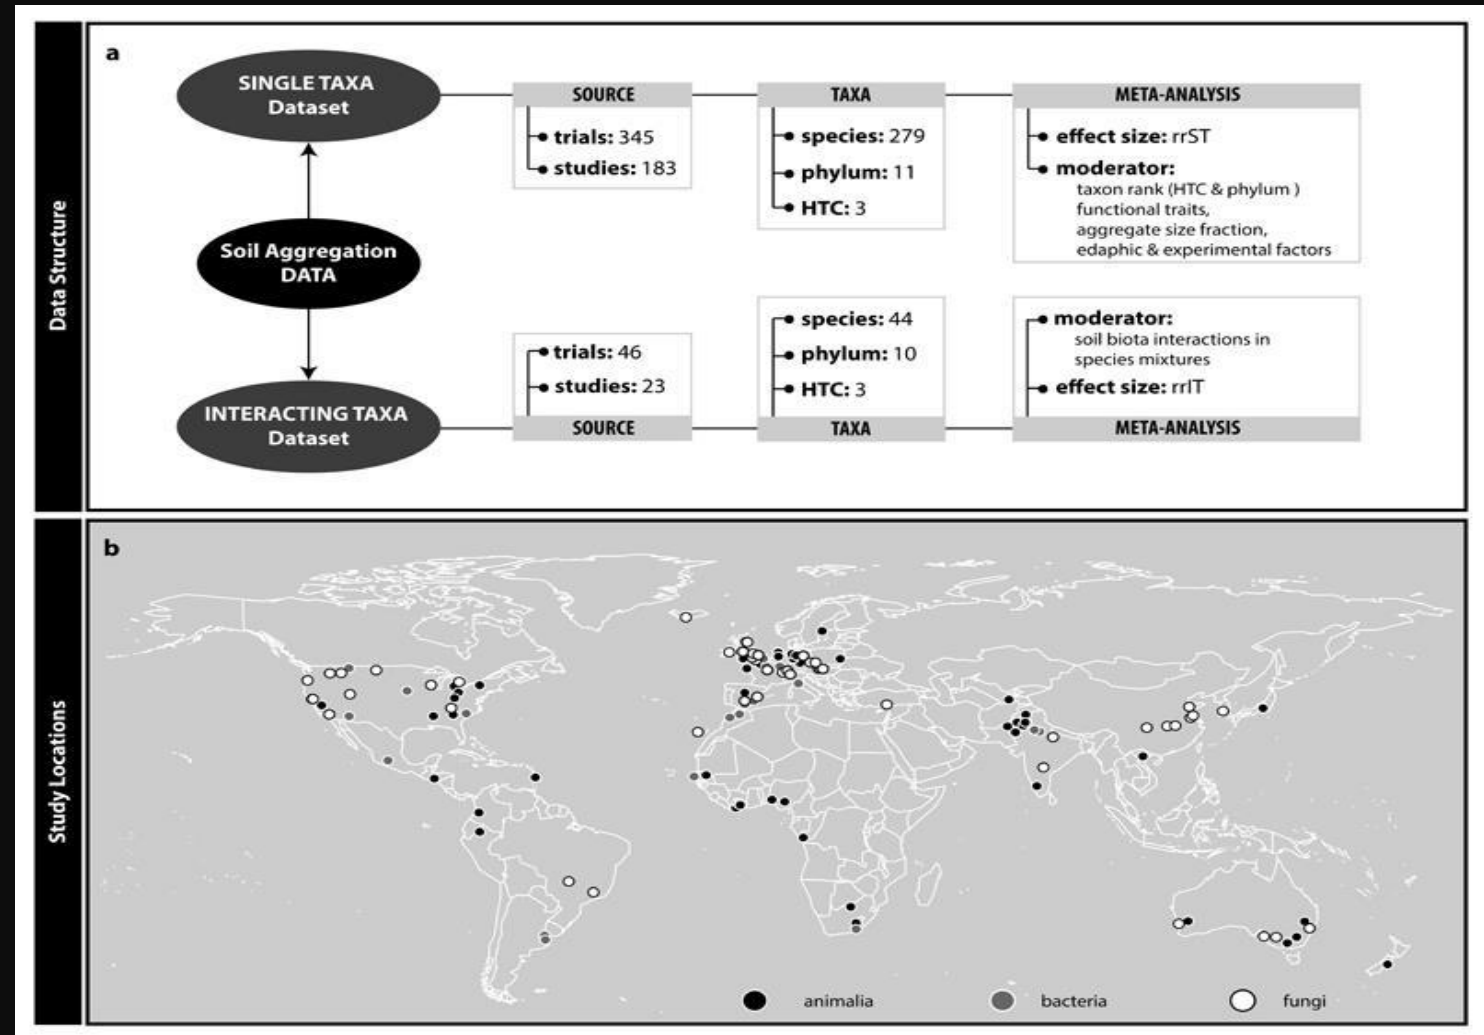 Data Structure
a
SINGLE TAXA
Dataset
SOURCE
trials: 345
studies: 183
TAXA
species: 279
phylum: 11
HTC: 3
META-ANALYSIS
effect size: rrST
moderator:
taxon rank (HTC & phylum )
functional traits,
aggregate size fraction,
edaphic & experimental factors
Soil Aggregation
DATA
INTERACTING TAXA
Dataset
trials: 46
studies: 23
SOURCE
species: 44
phylum: 10
HTC: 3
TAXA
moderator:
soil biota interactions in
species mixtures
effect size: rrIT
META-ANALYSIS
Study Locations
b
animalia
bacteria
fungi